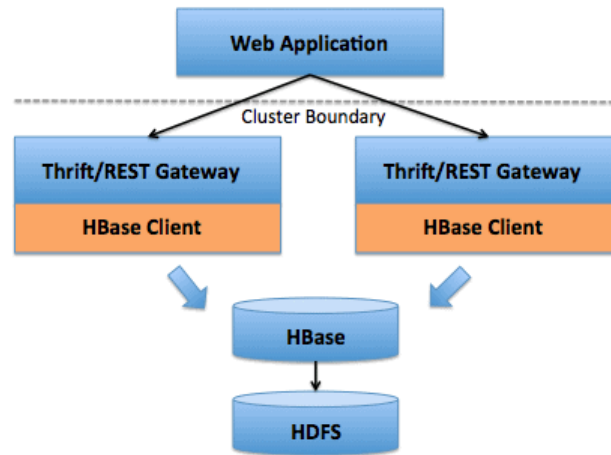 Web Application
Cluster Boundary
Thrift/REST Gateway
Thrift/REST Gateway
HBase Client
HBase Client
HBase
HDFS